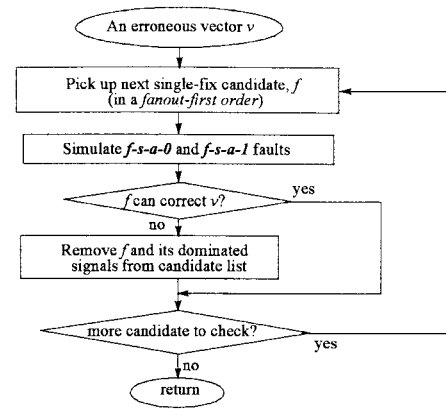 An erroneous vector v
Pick up next single-fix candidate, f
(in a fanout-first order)
Simulate f-s-a-0 and f-s-a-1 faults
f can correct v?
yes
no
Remove f and its dominated
signals from candidate list
more candidate to check?
yes
no
return